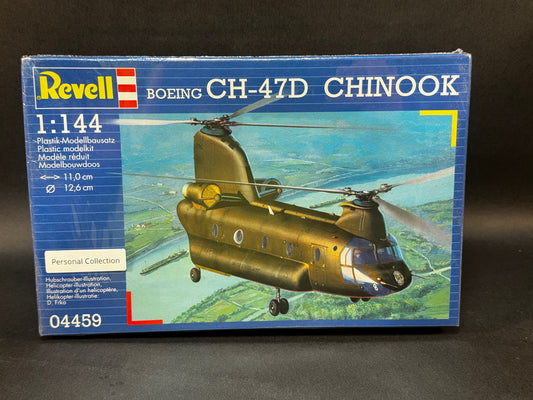 Revell
BOEING CH-47D CHINOOK
1:144
Plastik-Modellbausatz
Plastic modelkit
Modèle réduit
Modelbouwdoos
11,0 cm
Ø 12,6 cm
Personal Collection
Hubschrauber-Illustration,
Helicopter-illustration,
Illustration d'un hélicoptère,
Helikopter-illustratie:
D. Frko
04459